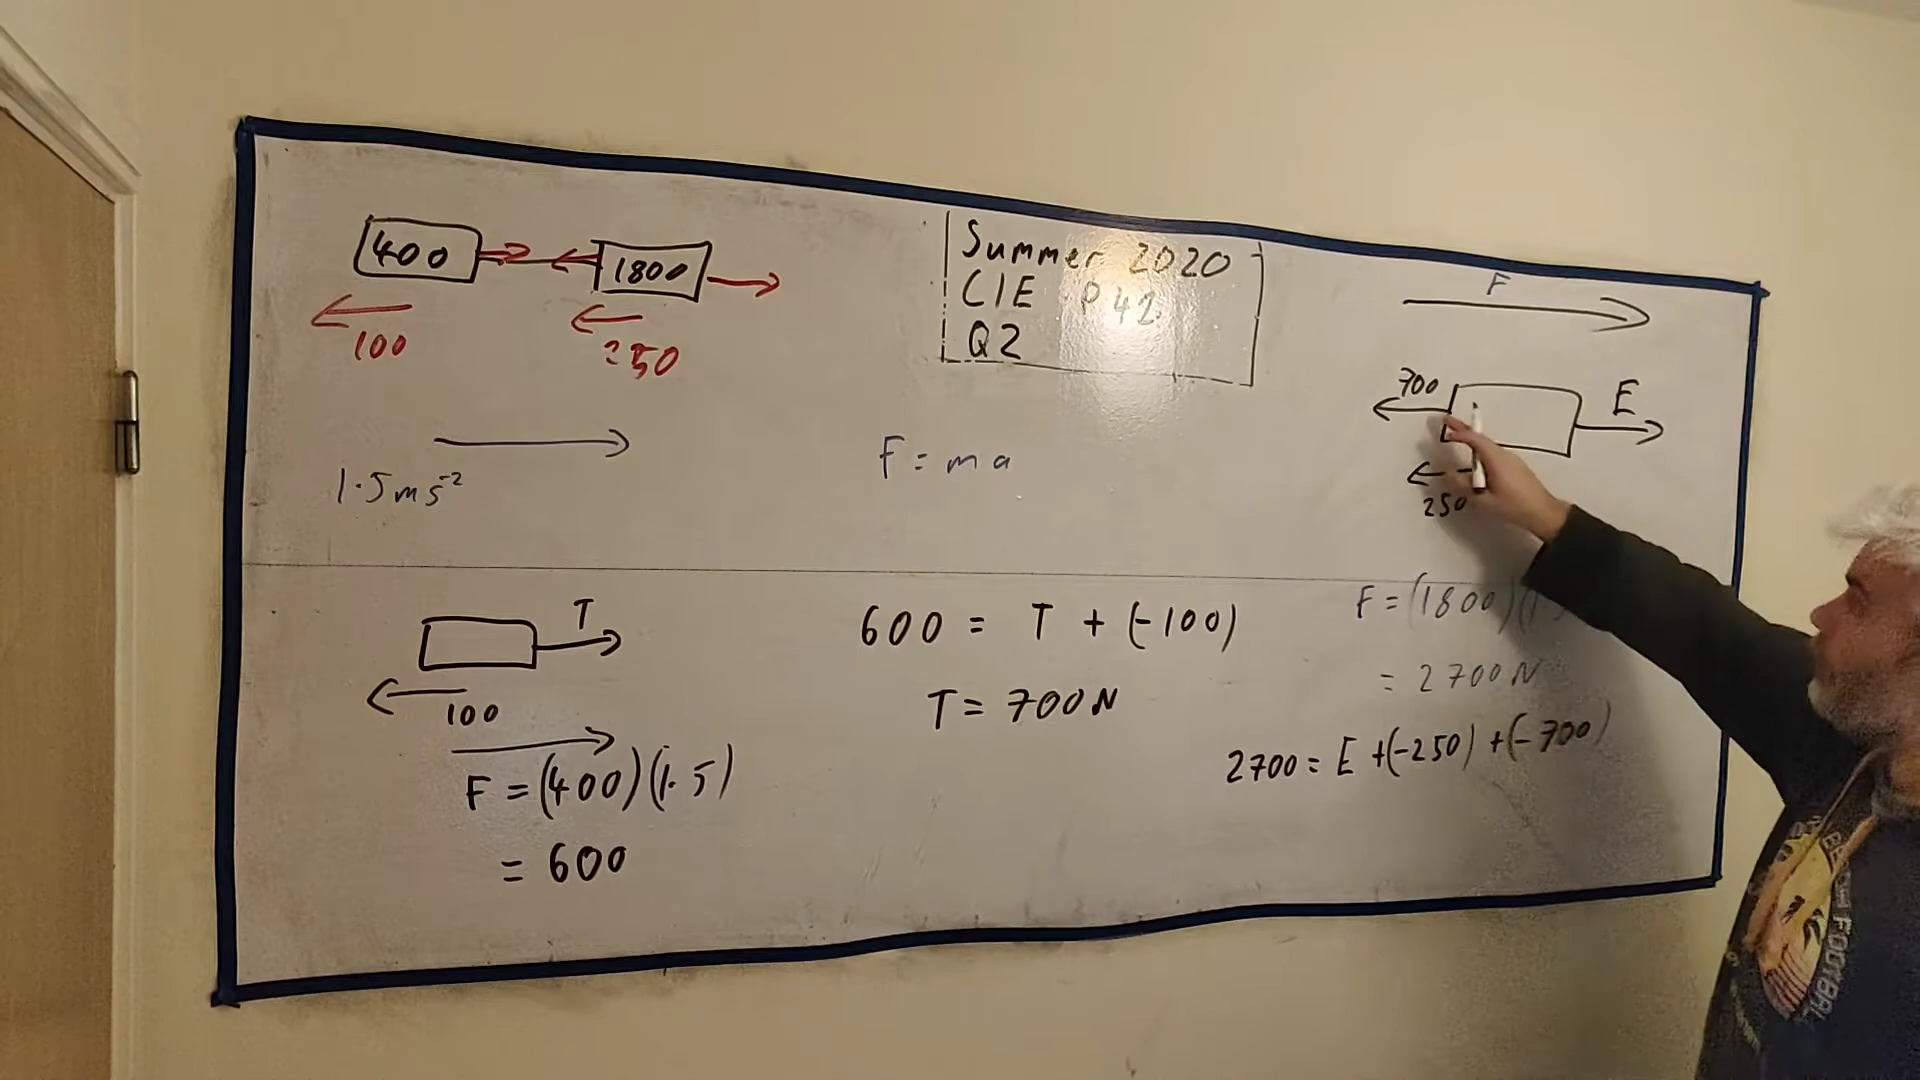 400
1800
100
250
1.5ms⁻²
Summer 2020
CIE P42
Q2
F = ma
F
700
E
250
T
100
F = (400)(1.5)
= 600
600 = T + (-100)
T = 700N
F = (1800)(
= 2700N
2700 = E + (-250) + (-700)
FOOTBALL